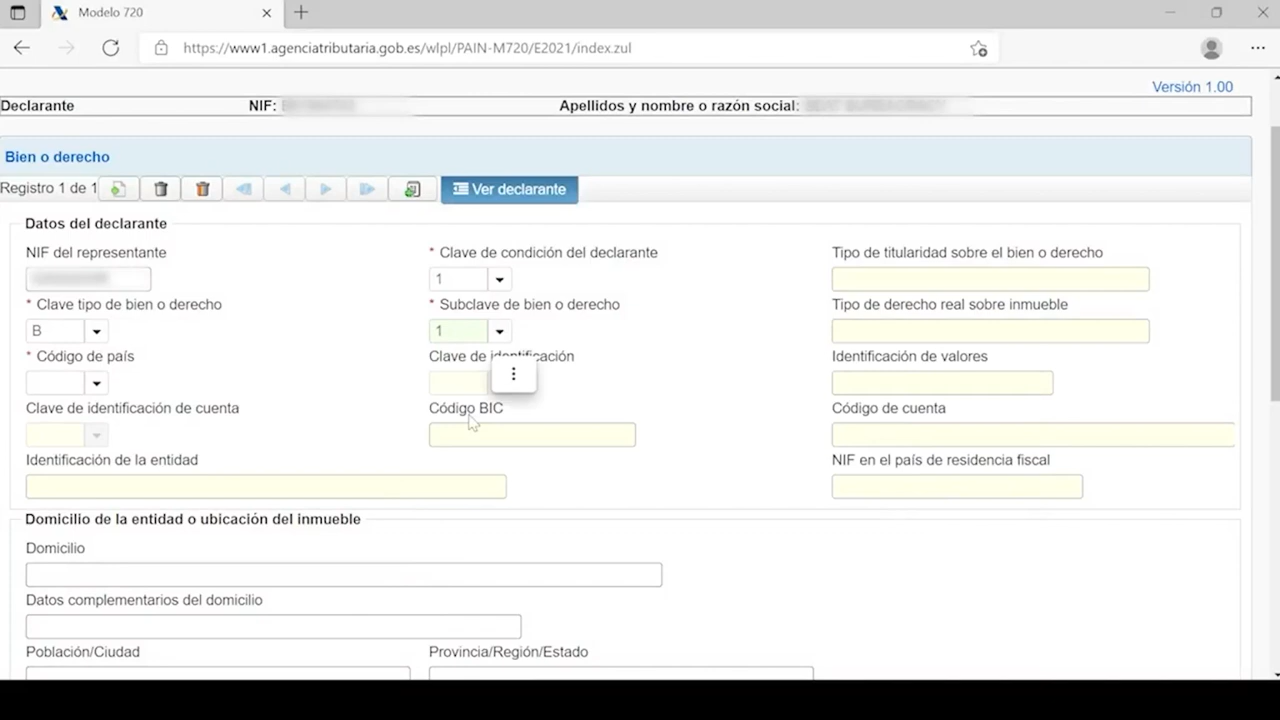 Modelo 720
https://www1.agenciatributaria.gob.es/wlpl/PAIN-M720/E2021/index.zul
Versión 1.00
Declarante NIF: Apellidos y nombre o razón social:
Bien o derecho
Registro 1 de 1 Ver declarante
Datos del declarante
NIF del representante * Clave de condición del declarante Tipo de titularidad sobre el bien o derecho
1
* Clave tipo de bien o derecho * Subclave de bien o derecho Tipo de derecho real sobre inmueble
B 1
* Código de país Clave de identificación Identificación de valores
Clave de identificación de cuenta Código BIC Código de cuenta
Identificación de la entidad NIF en el país de residencia fiscal
Domicilio de la entidad o ubicación del inmueble
Domicilio
Datos complementarios del domicilio
Población/Ciudad Provincia/Región/Estado